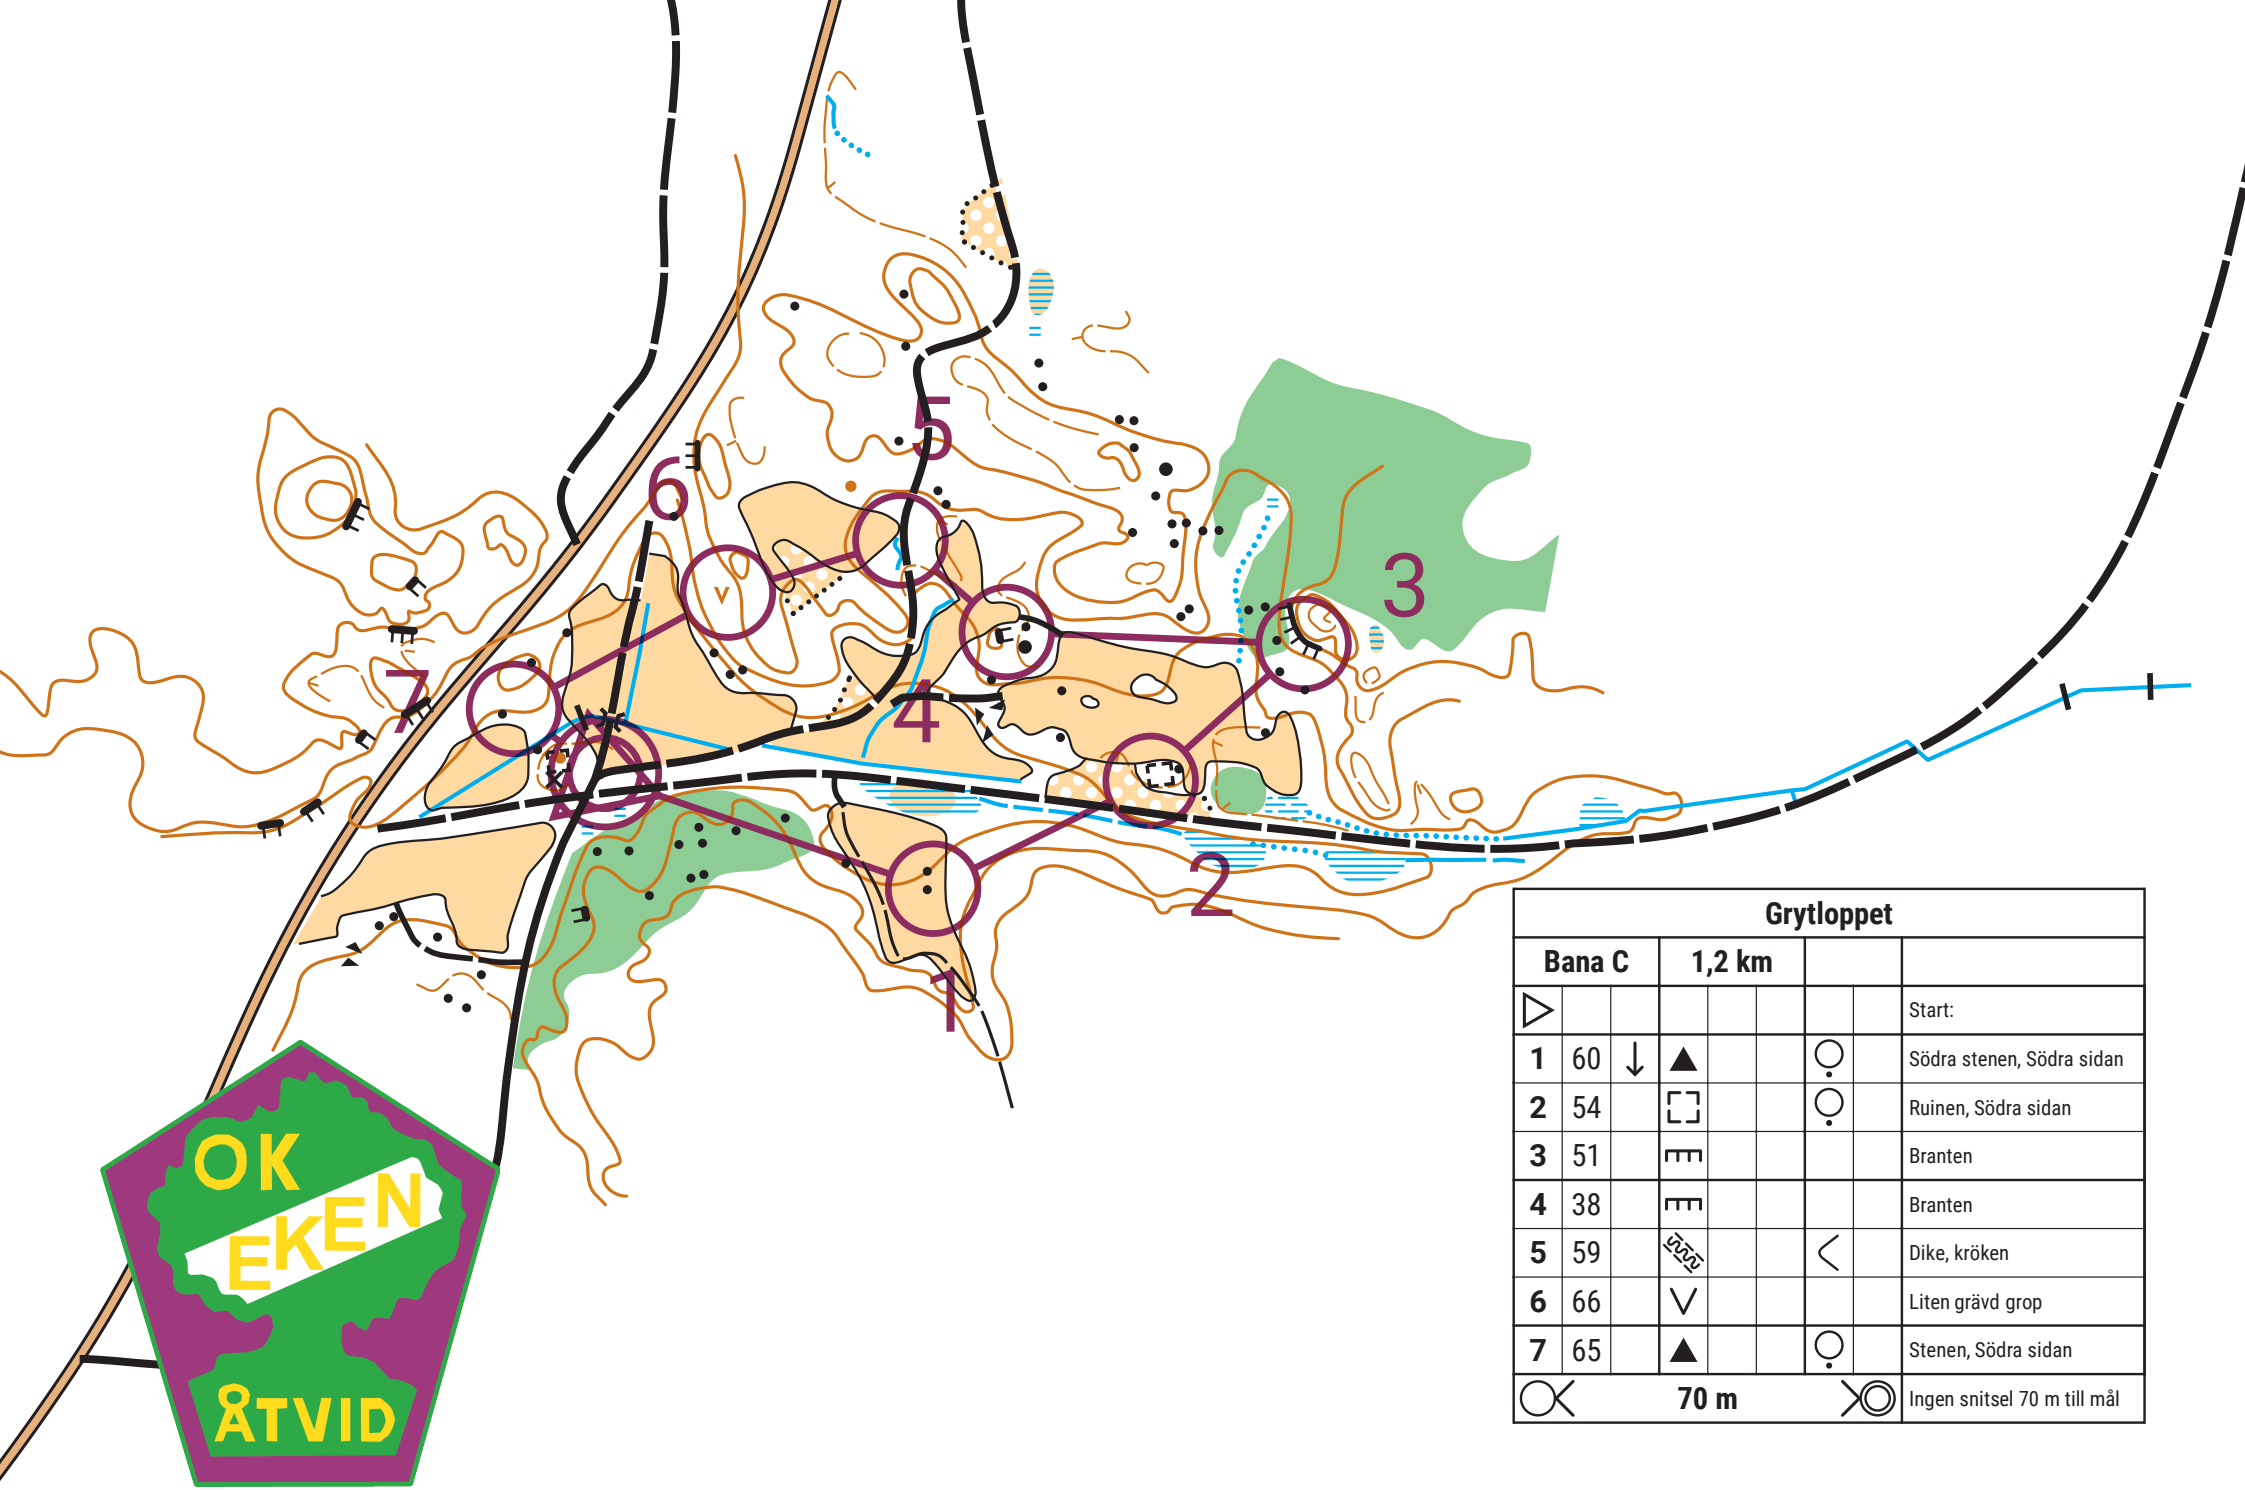 5
6
3
7
4
2
1
Grytloppet
Bana C 1,2 km
Start:
1 60 Södra stenen, Södra sidan
2 54 Ruinen, Södra sidan
3 51 Branten
4 38 Branten
5 59 Dike, kröken
6 66 Liten grävd grop
7 65 Stenen, Södra sidan
70 m Ingen snitsel 70 m till mål
OK
EKEN
ÅTVID